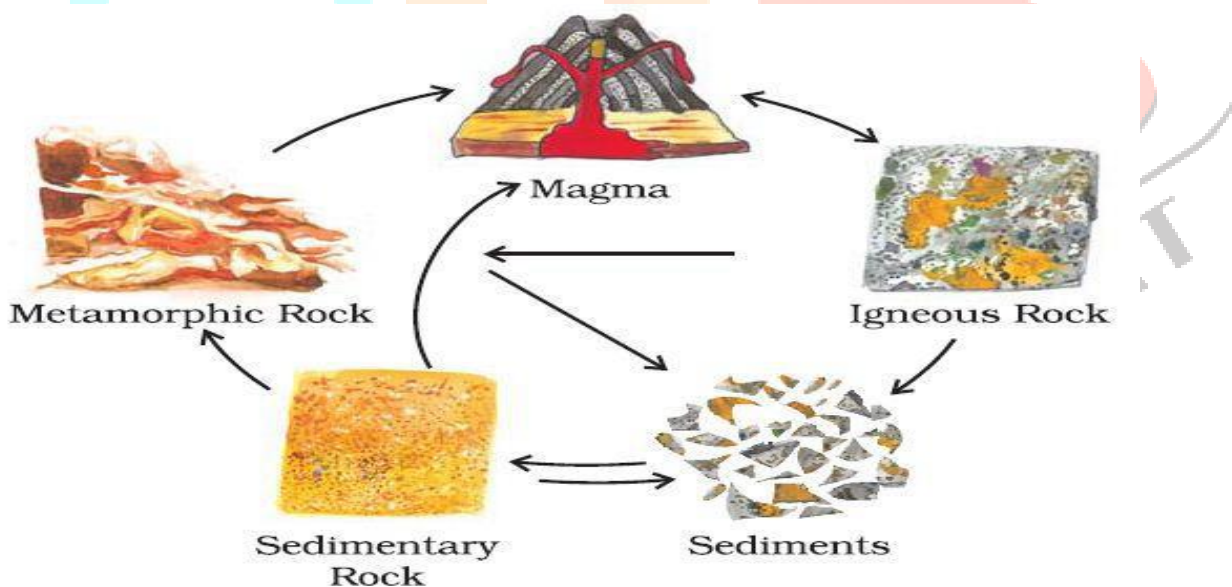 Magma
Metamorphic Rock
Igneous Rock
Sedimentary
Rock
Sediments